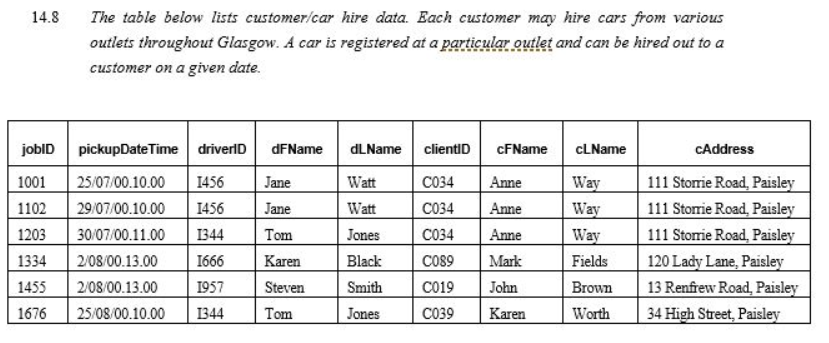 14.8 The table below lists customer/car hire data. Each customer may hire cars from various
outlets throughout Glasgow. A car is registered at a particular outlet and can be hired out to a
customer on a given date.
jobID pickupDateTime driverID dFName dLName clientID cFName cLName cAddress
1001 25/07/00.10.00 I456 Jane Watt C034 Anne Way 111 Storrie Road, Paisley
1102 29/07/00.10.00 I456 Jane Watt C034 Anne Way 111 Storrie Road, Paisley
1203 30/07/00.11.00 I344 Tom Jones C034 Anne Way 111 Storrie Road, Paisley
1334 2/08/00.13.00 I666 Karen Black C089 Mark Fields 120 Lady Lane, Paisley
1455 2/08/00.13.00 I957 Steven Smith C019 John Brown 13 Renfrew Road, Paisley
1676 25/08/00.10.00 I344 Tom Jones C039 Karen Worth 34 High Street, Paisley